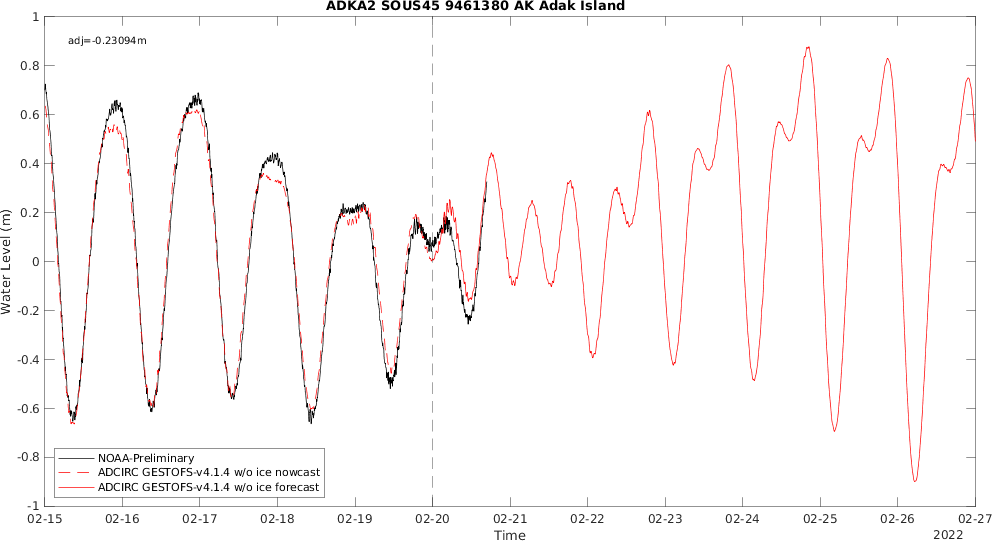 ADKA2 SOUS45 9461380 AK Adak Island
adj=-0.23094m
1
0.8
0.6
0.4
0.2
0
-0.2
-0.4
-0.6
-0.8
-1
Water Level (m)
NOAA-Preliminary
ADCIRC GESTOFS-v4.1.4 w/o ice nowcast
ADCIRC GESTOFS-v4.1.4 w/o ice forecast
02-15 02-16 02-17 02-18 02-19 02-20 02-21 02-22 02-23 02-24 02-25 02-26 02-27
Time
2022